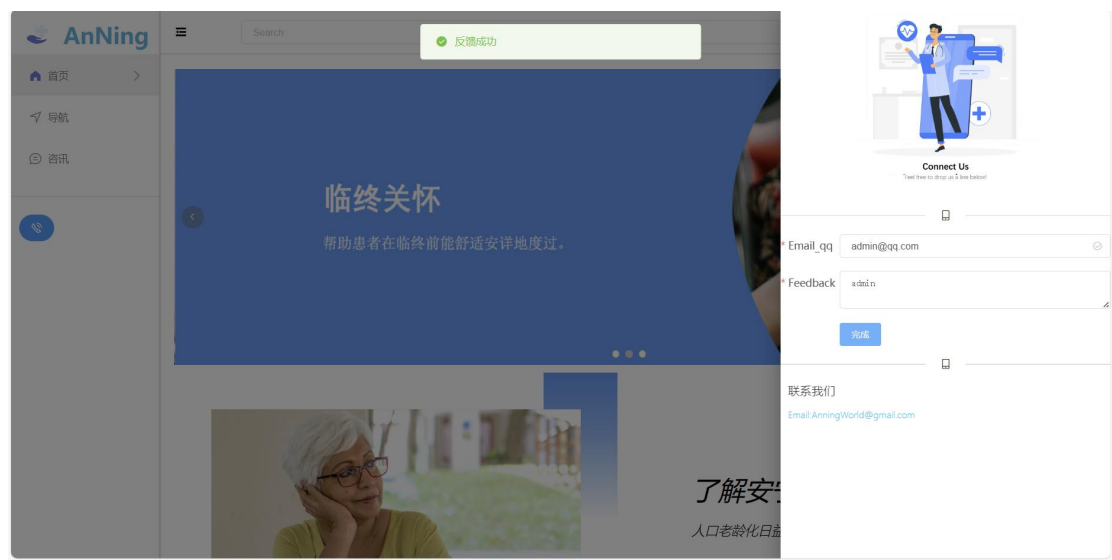 AnNing
Search
反馈成功
首页
导航
咨讯
临终关怀
帮助患者在临终前能舒适安详地度过。
Connect Us
Feel free to drop us a line below!
* Email_qq
admin@qq.com
* Feedback
admin
完成
联系我们
Email:AnningWorld@gmail.com
了解安
人口老龄化日益